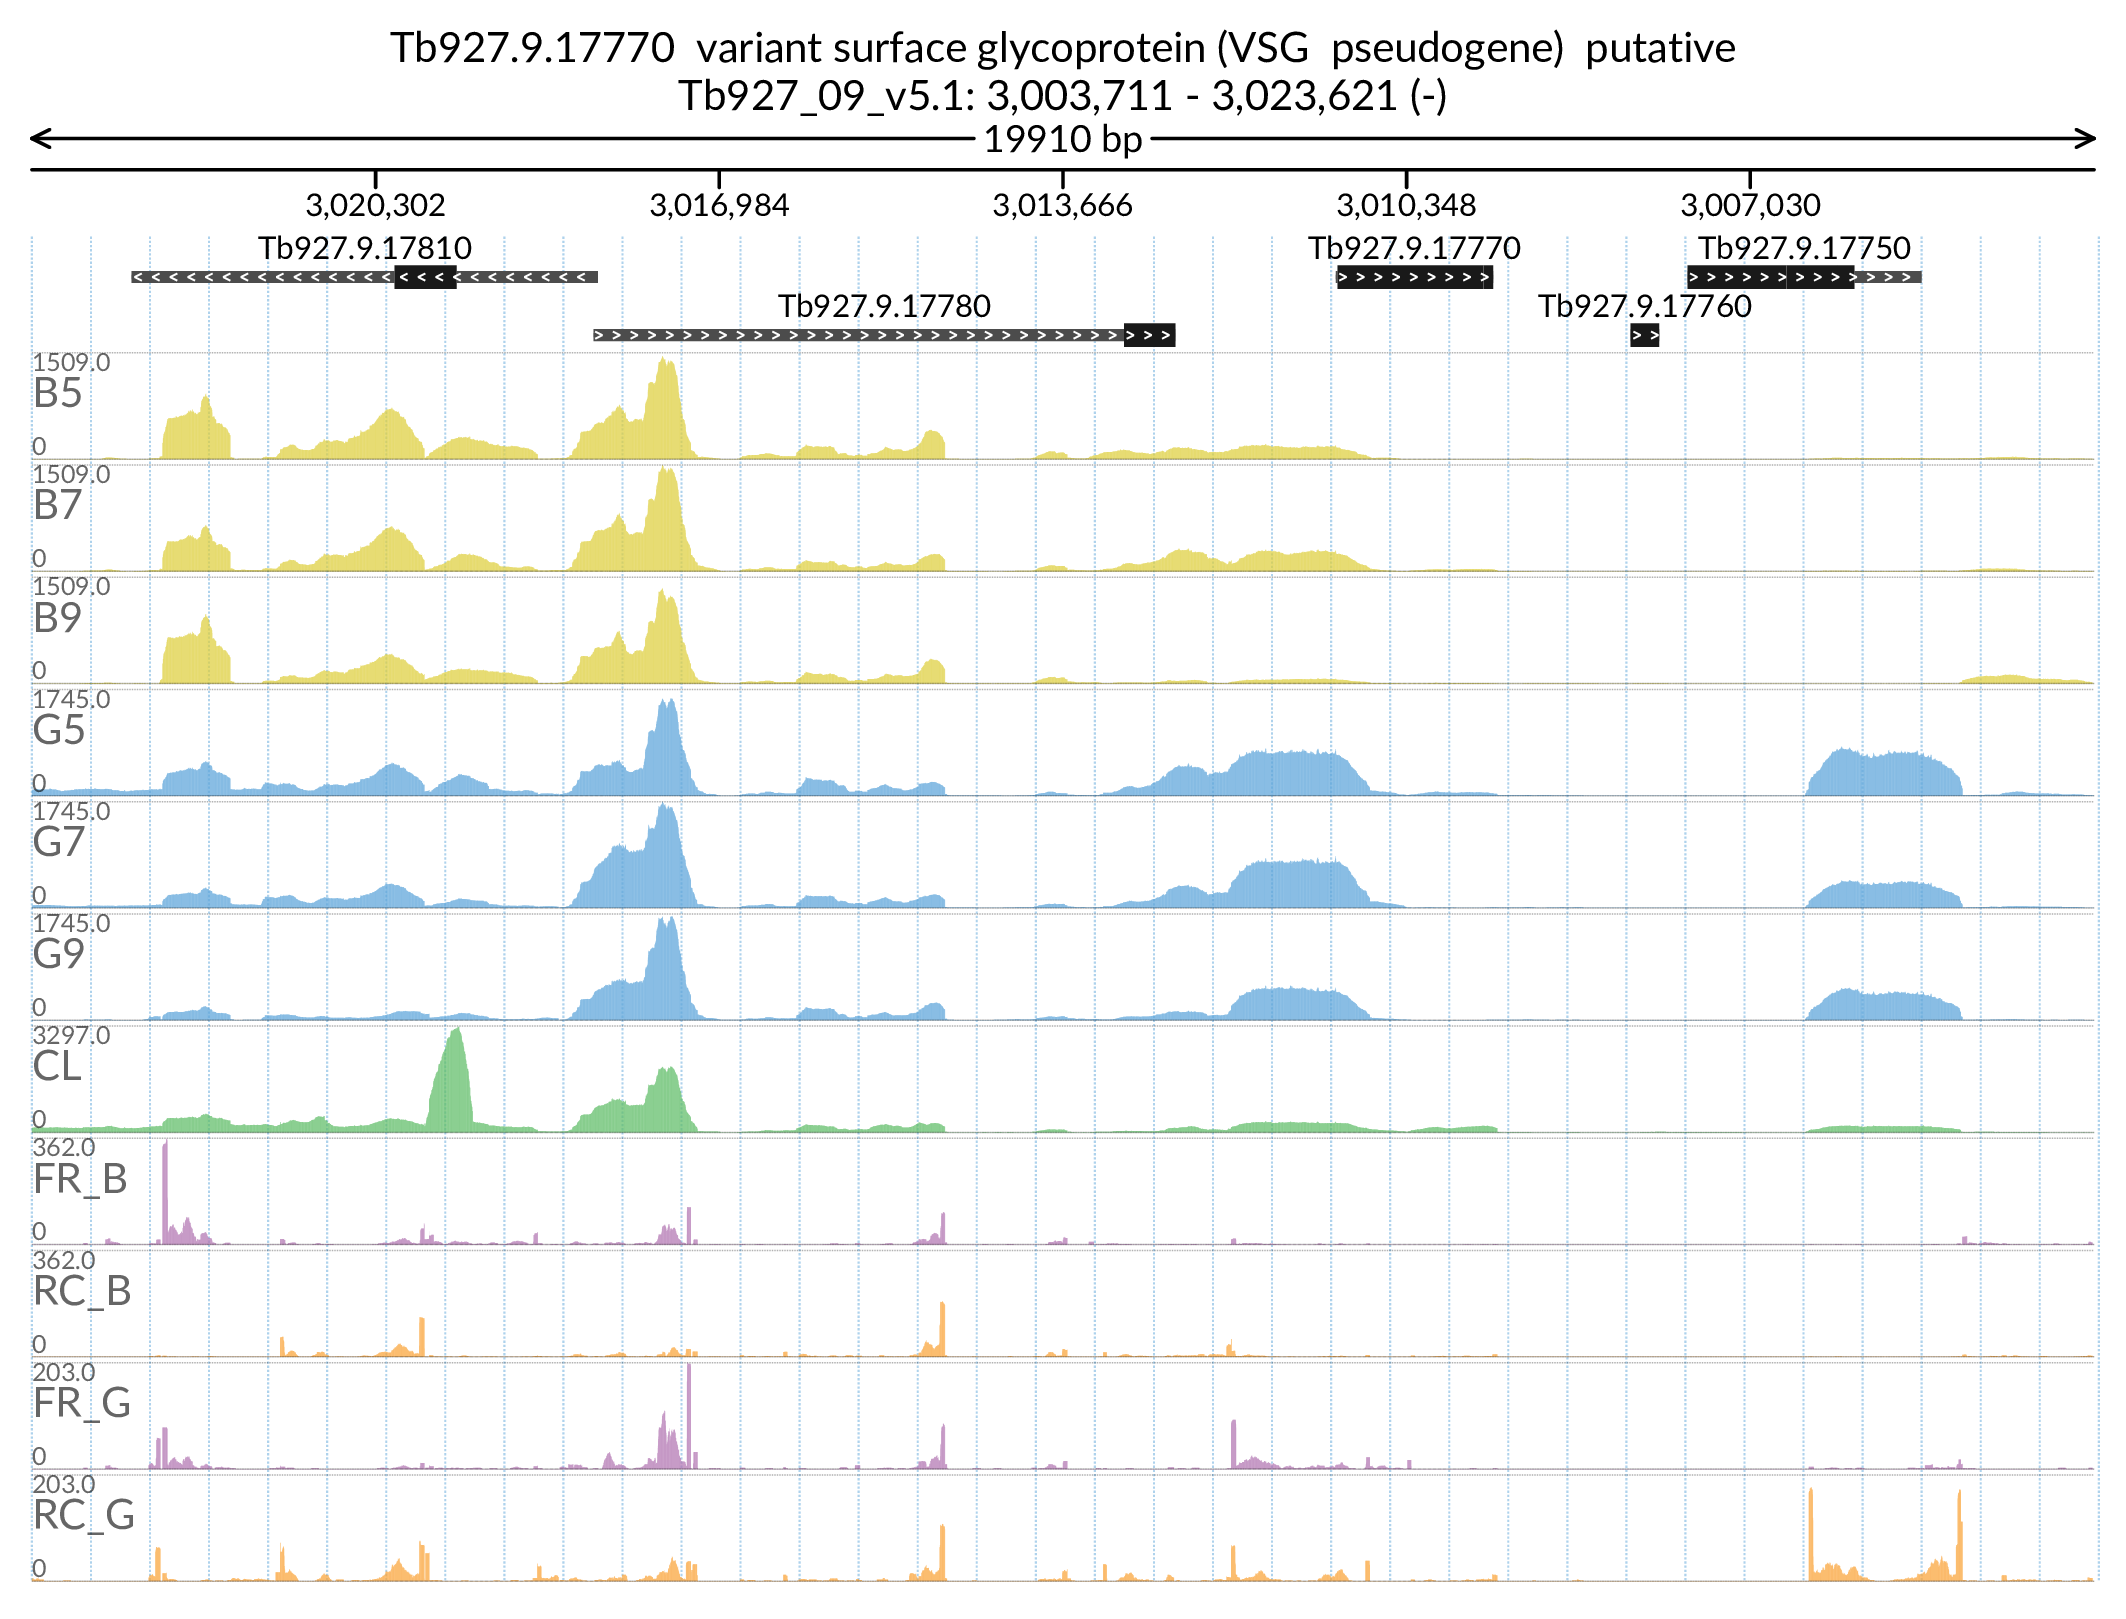 Tb927.9.17770 variant surface glycoprotein (VSG pseudogene) putative
Tb927_09_v5.1: 3,003,711 - 3,023,621 (-)
19910 bp
3,020,302 3,016,984 3,013,666 3,010,348 3,007,030
Tb927.9.17810 Tb927.9.17770 Tb927.9.17750
Tb927.9.17780 Tb927.9.17760
1509.0
B5
0
1509.0
B7
0
1509.0
B9
0
1745.0
G5
0
1745.0
G7
0
1745.0
G9
0
3297.0
CL
0
362.0
FR_B
0
362.0
RC_B
0
203.0
FR_G
0
203.0
RC_G
0